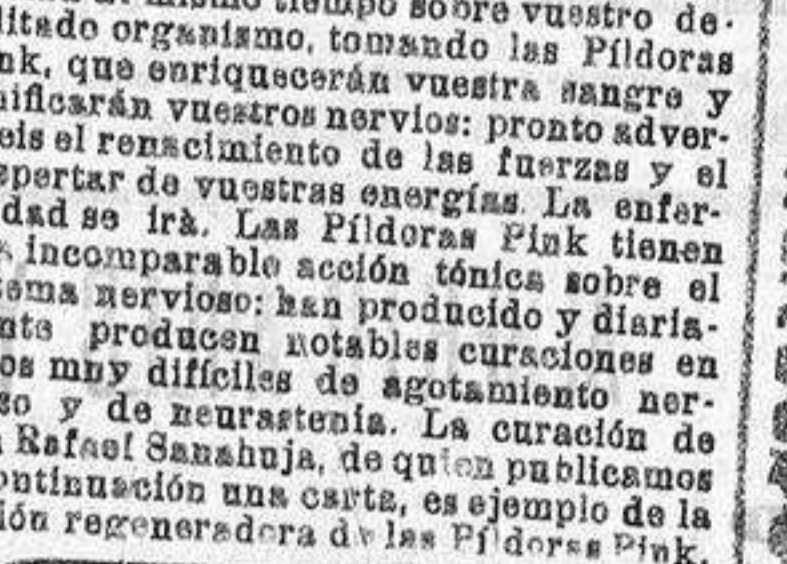 mismo tiempo sobre vuestro de-
litado organismo, tomando las Píldoras
nk, que enriquecerán vuestra sangre y
nificarán vuestros nervios: pronto adver-
eis el renacimiento de las fuerzas y el
spertar de vuestras energías. La enfer-
dad se irá. Las Píldoras Pink tienen
incomparable acción tónica sobre el
ema nervioso: han producido y diaria-
nte producen notables curaciones en
os muy difíciles de agotamiento ner-
so y de neurastenia. La curación de
Rafael Sanahuja, de quien publicamos
ontinuación una carta, es ejemplo de la
ión regeneradora de las Píldoras Pink.